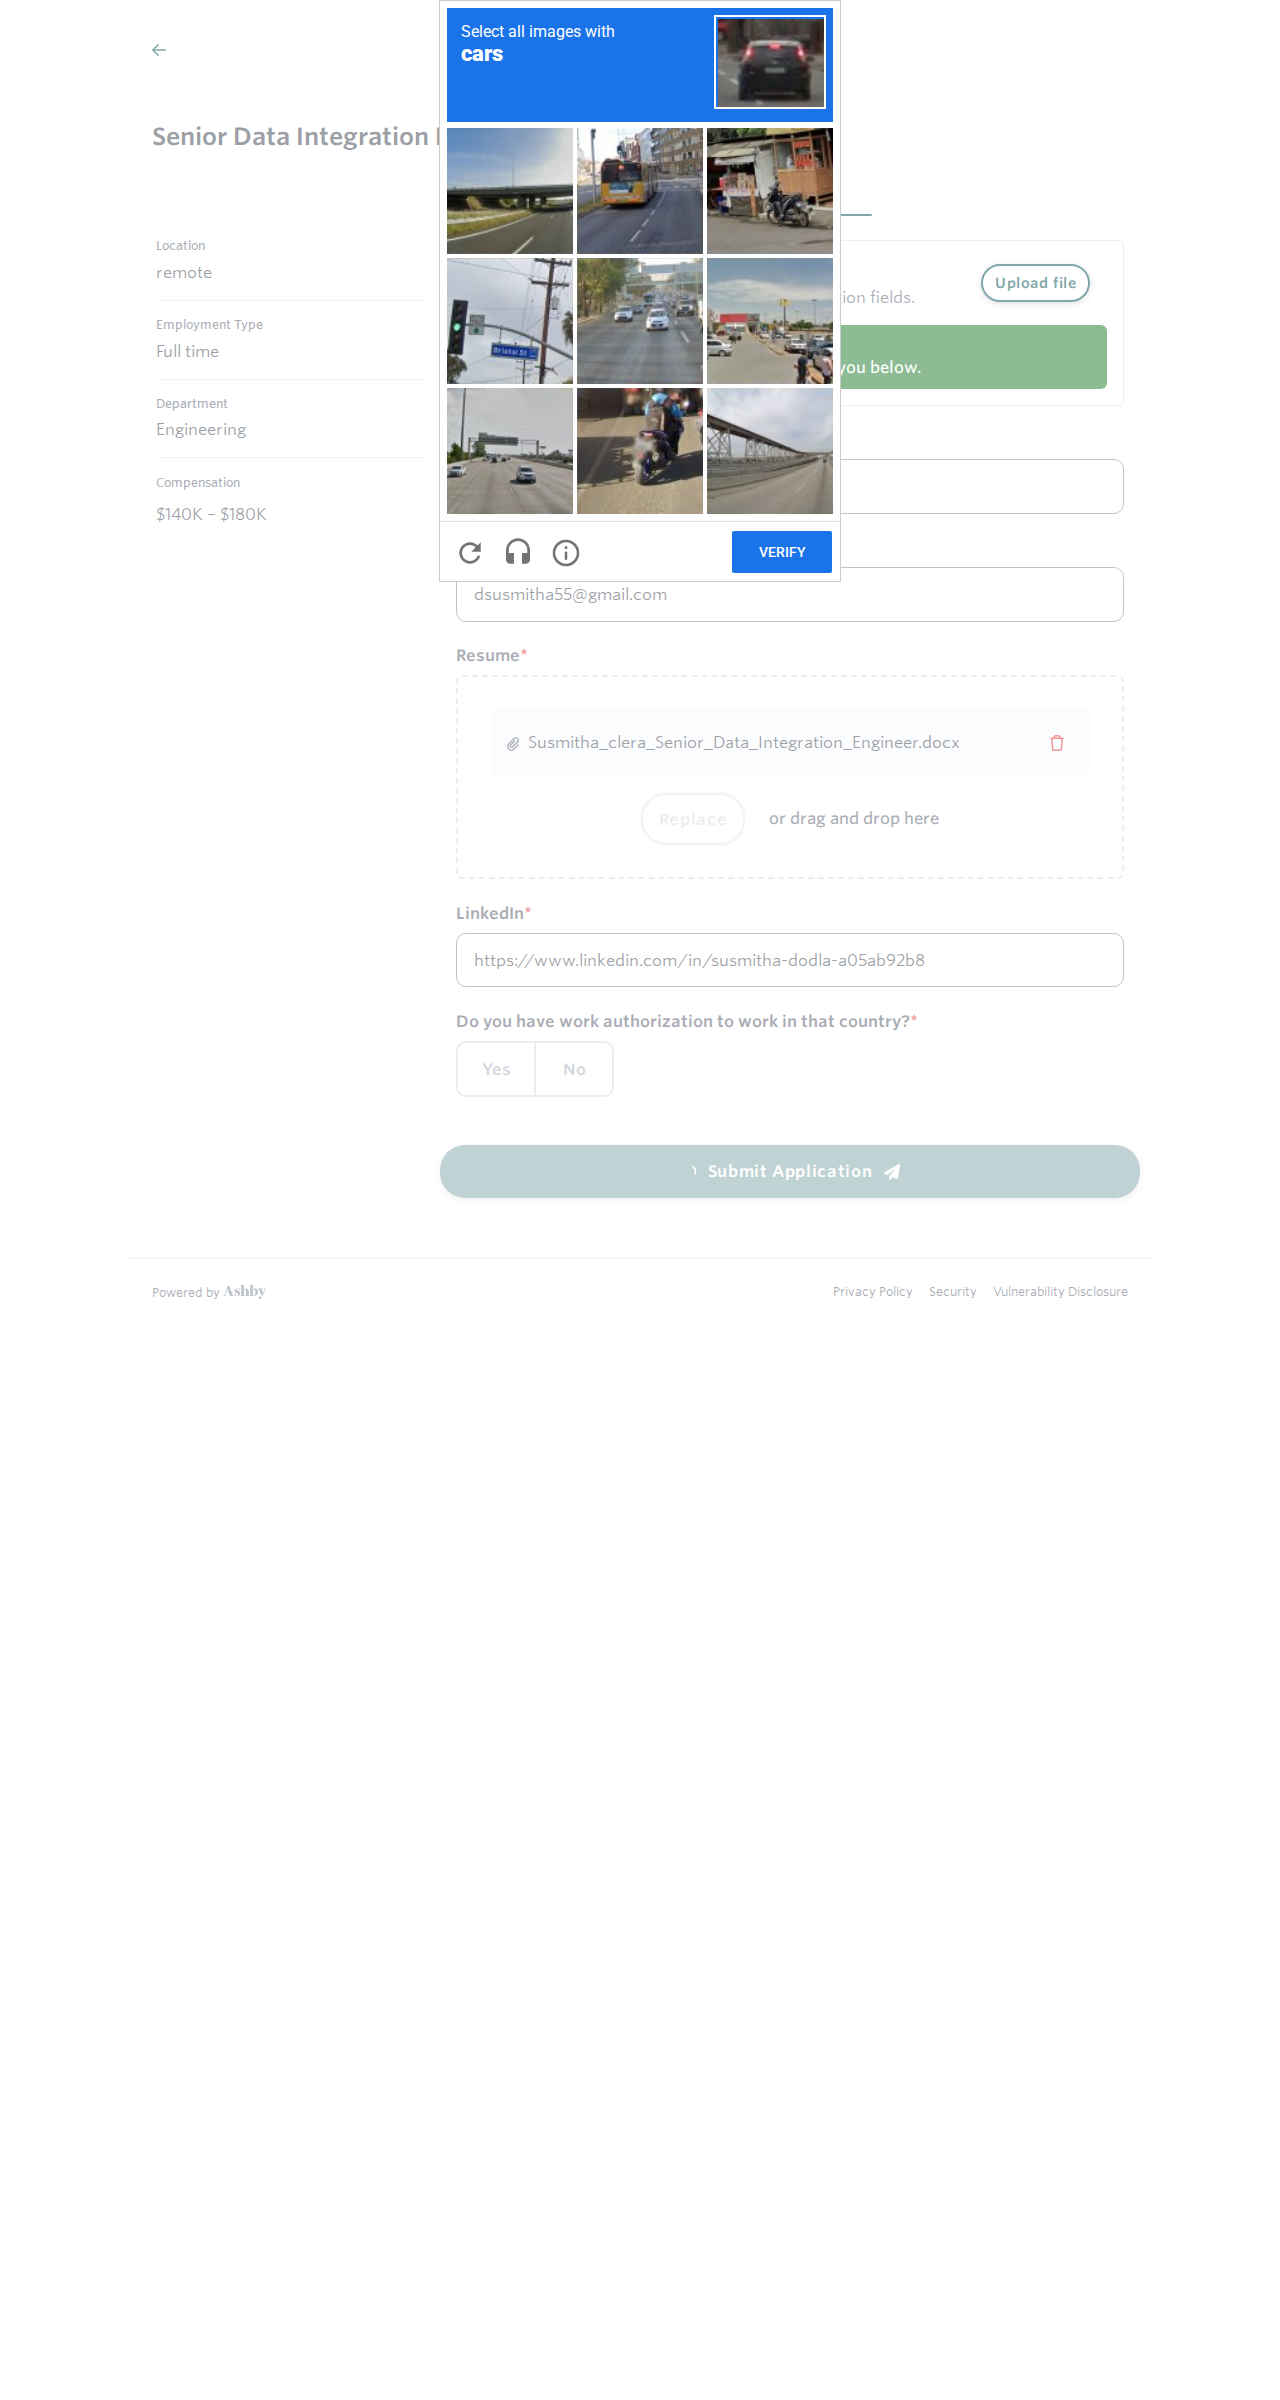 Select all images with
cars
Senior Data Integration
Location
remote
Employment Type
Full time
Department
Engineering
Compensation
$140K – $180K
Upload file
ion fields.
you below.
Bristol St
VERIFY
dsusmitha55@gmail.com
Resume*
Susmitha_clera_Senior_Data_Integration_Engineer.docx
Replace or drag and drop here
LinkedIn*
https://www.linkedin.com/in/susmitha-dodla-a05ab92b8
Do you have work authorization to work in that country?*
Yes No
Submit Application
Powered by Ashby
Privacy Policy Security Vulnerability Disclosure